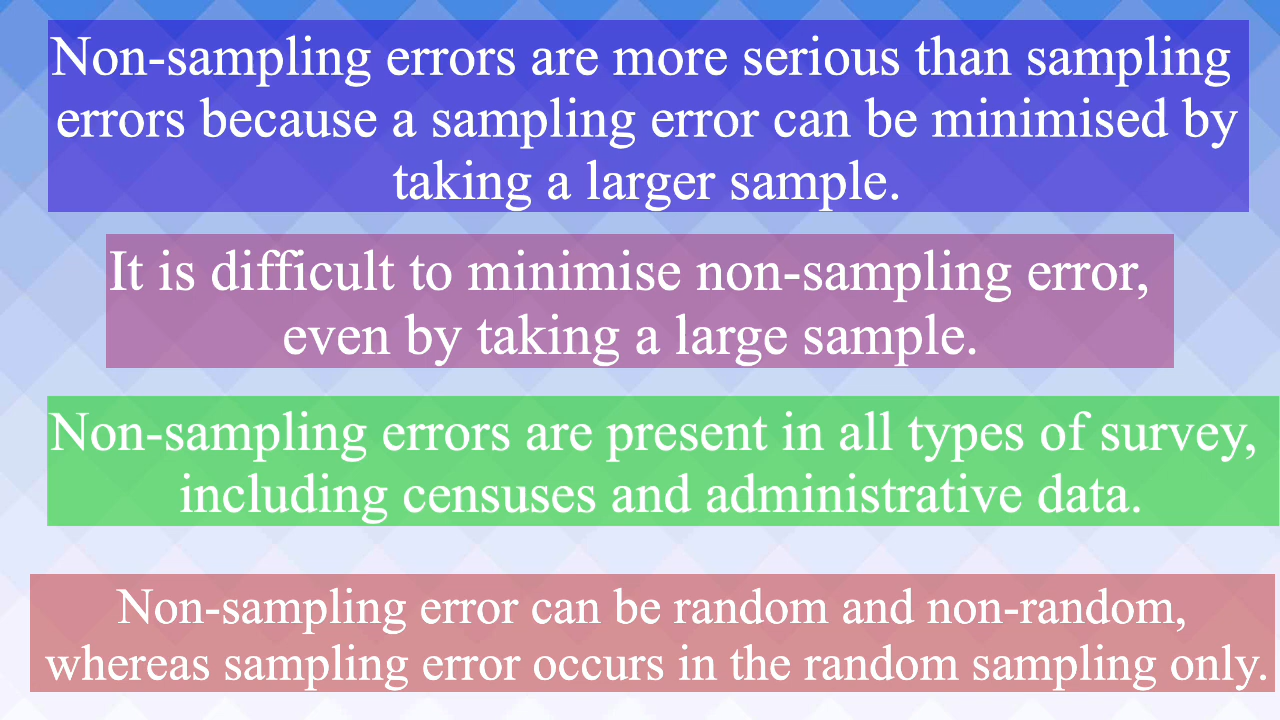 Non-sampling errors are more serious than sampling
errors because a sampling error can be minimised by
taking a larger sample.
It is difficult to minimise non-sampling error,
even by taking a large sample.
Non-sampling errors are present in all types of survey,
including censuses and administrative data.
Non-sampling error can be random and non-random,
whereas sampling error occurs in the random sampling only.